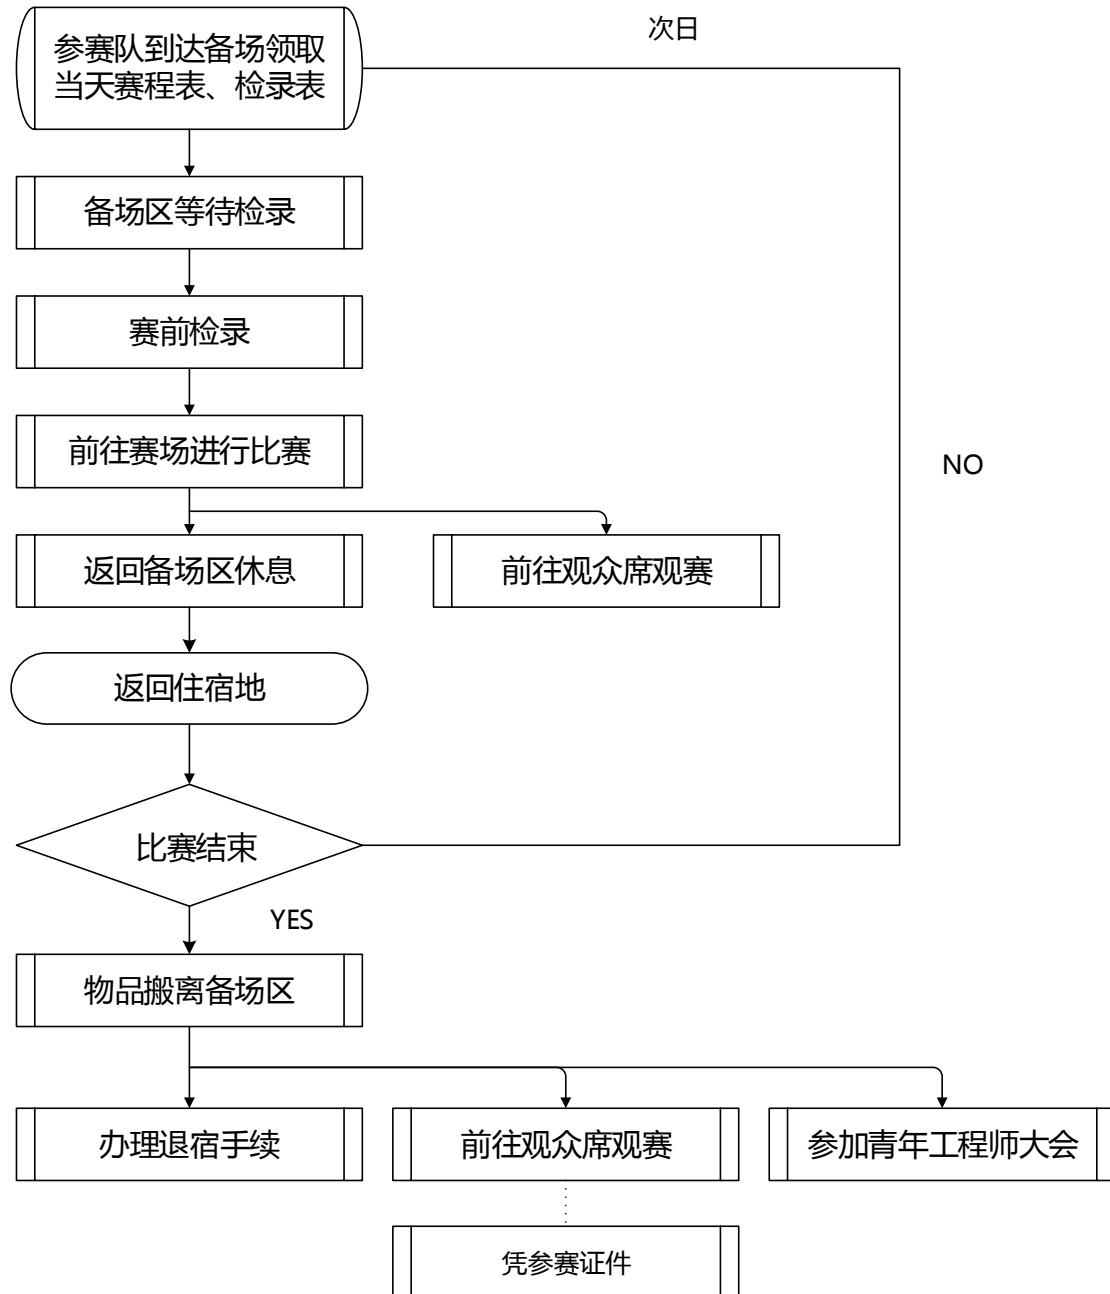 次日
参赛队到达备场领取
当天赛程表、检录表
备场区等待检录
赛前检录
前往赛场进行比赛
NO
返回备场区休息
前往观众席观赛
返回住宿地
比赛结束
YES
物品搬离备场区
办理退宿手续
前往观众席观赛
参加青年工程师大会
凭参赛证件